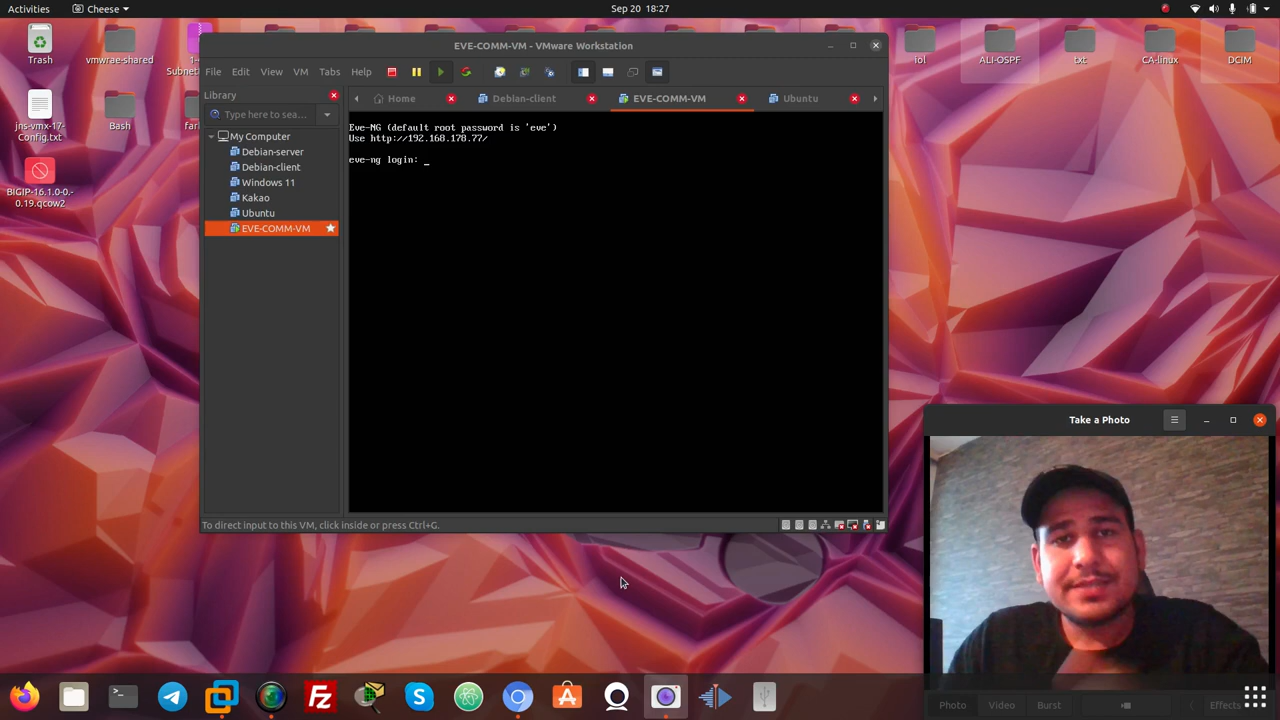 Activities
Cheese
Sep 20 18:27
Trash
vmwrae-shared
iol
ALI-OSPF
txt
CA-linux
DCIM
jns-vmx-17-
Config.txt
Bash
BIGIP-16.1.0-0.-
0.19.qcow2
EVE-COMM-VM - VMware Workstation
File Edit View VM Tabs Help
Library
Type here to sea...
My Computer
Debian-server
Debian-client
Windows 11
Kakao
Ubuntu
EVE-COMM-VM
Home
Debian-client
EVE-COMM-VM
Ubuntu
Eve-NG (default root password is 'eve')
Use http://192.168.178.77/
eve-ng login: _
To direct input to this VM, click inside or press Ctrl+G.
Take a Photo
Photo Video Burst Effects